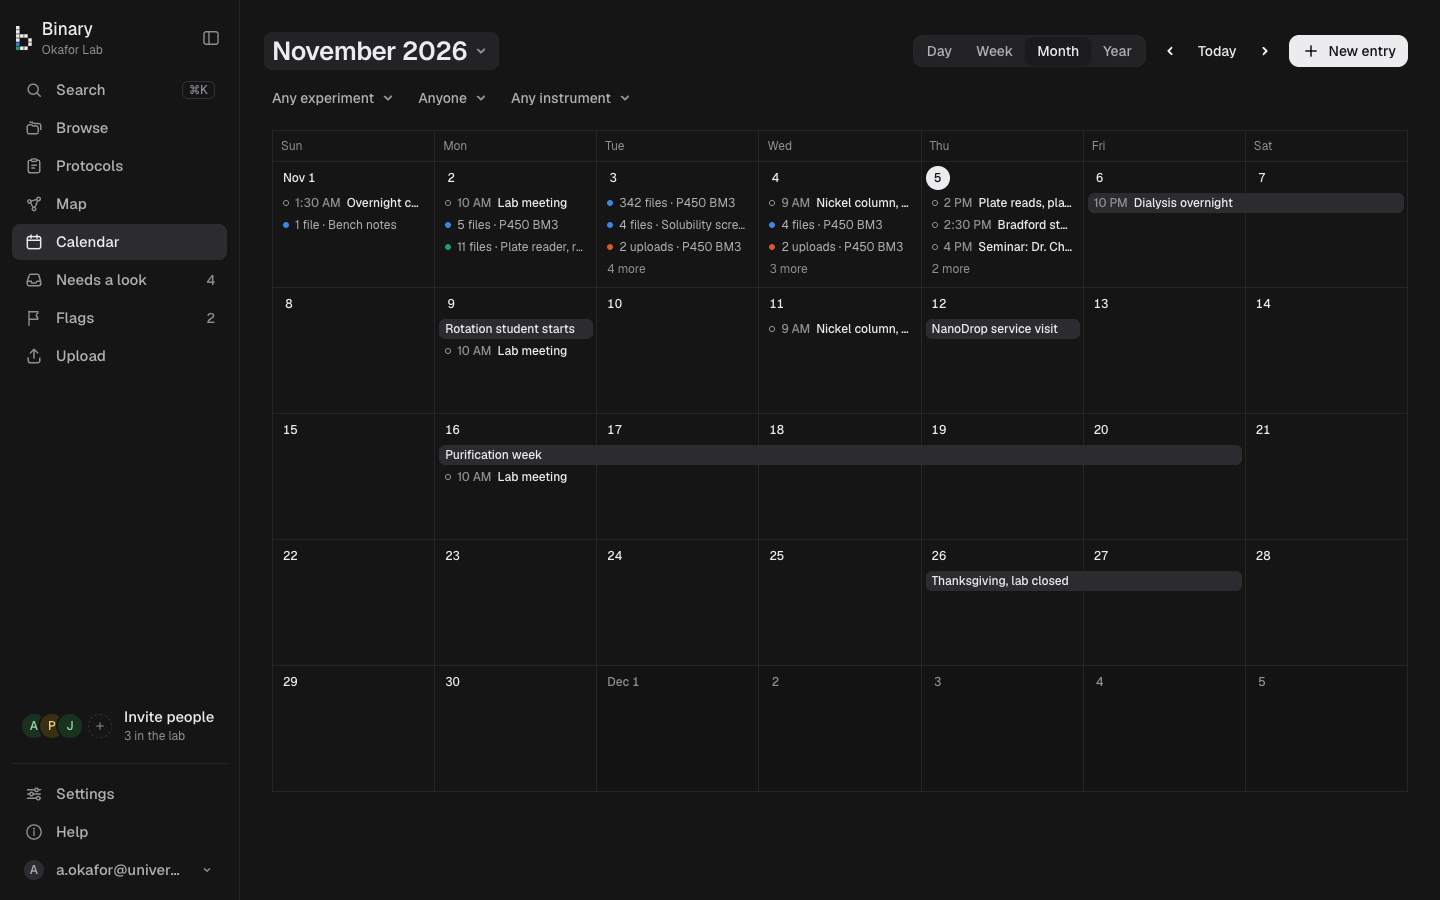 Binary
Okafor Lab
Search ⌘K
Browse
Protocols
Map
Calendar
Needs a look 4
Flags 2
Upload
A P J + Invite people
3 in the lab
Settings
Help
A a.okafor@univer...
November 2026
Day Week Month Year Today + New entry
Any experiment Anyone Any instrument
Sun Mon Tue Wed Thu Fri Sat
Nov 1 2 3 4 5 6 7
1:30 AM Overnight c... 10 AM Lab meeting 342 files · P450 BM3 9 AM Nickel column, ... 2 PM Plate reads, pla... 10 PM Dialysis overnight
1 file · Bench notes 5 files · P450 BM3 4 files · Solubility scre... 4 files · P450 BM3 2:30 PM Bradford st...
11 files · Plate reader, r... 2 uploads · P450 BM3 2 uploads · P450 BM3 4 PM Seminar: Dr. Ch...
4 more 3 more 2 more
8 9 10 11 12 13 14
Rotation student starts 9 AM Nickel column, ... NanoDrop service visit
10 AM Lab meeting
15 16 17 18 19 20 21
Purification week
10 AM Lab meeting
22 23 24 25 26 27 28
Thanksgiving, lab closed
29 30 Dec 1 2 3 4 5